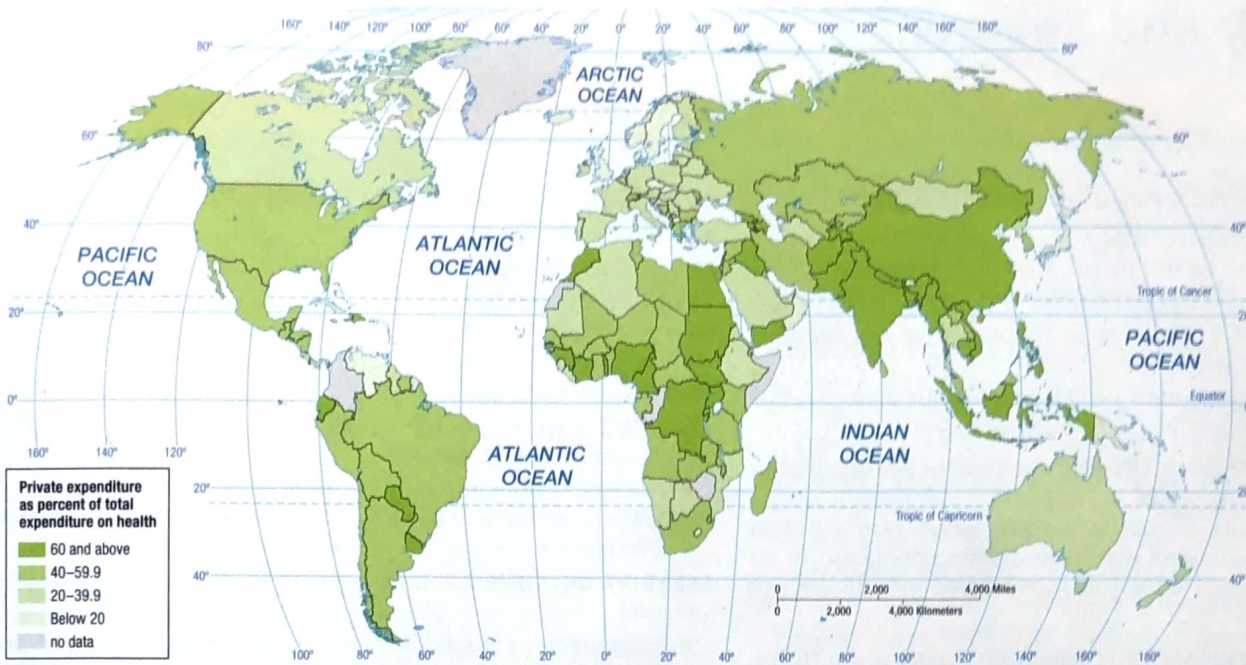 160° 140° 120° 100° 80° 60° 40° 20° 0° 20° 40° 60° 80° 100° 120° 140° 160° 180°
80° 80°
ARCTIC
OCEAN
60° 60°
40° 40°
PACIFIC
OCEAN
ATLANTIC
OCEAN
Tropic of Cancer
20° 2
PACIFIC
OCEAN
Equator
0°
160° 140° 120°
ATLANTIC
OCEAN
INDIAN
OCEAN
20° 2
Tropic of Capricorn
40° 40°
Private expenditure
as percent of total
expenditure on health
60 and above
40–59.9
20–39.9
Below 20
no data
0 2,000 4,000 Miles
0 2,000 4,000 Kilometers
100° 80° 60° 40° 20° 0° 20° 40° 60° 80° 100° 120° 140° 160° 180°